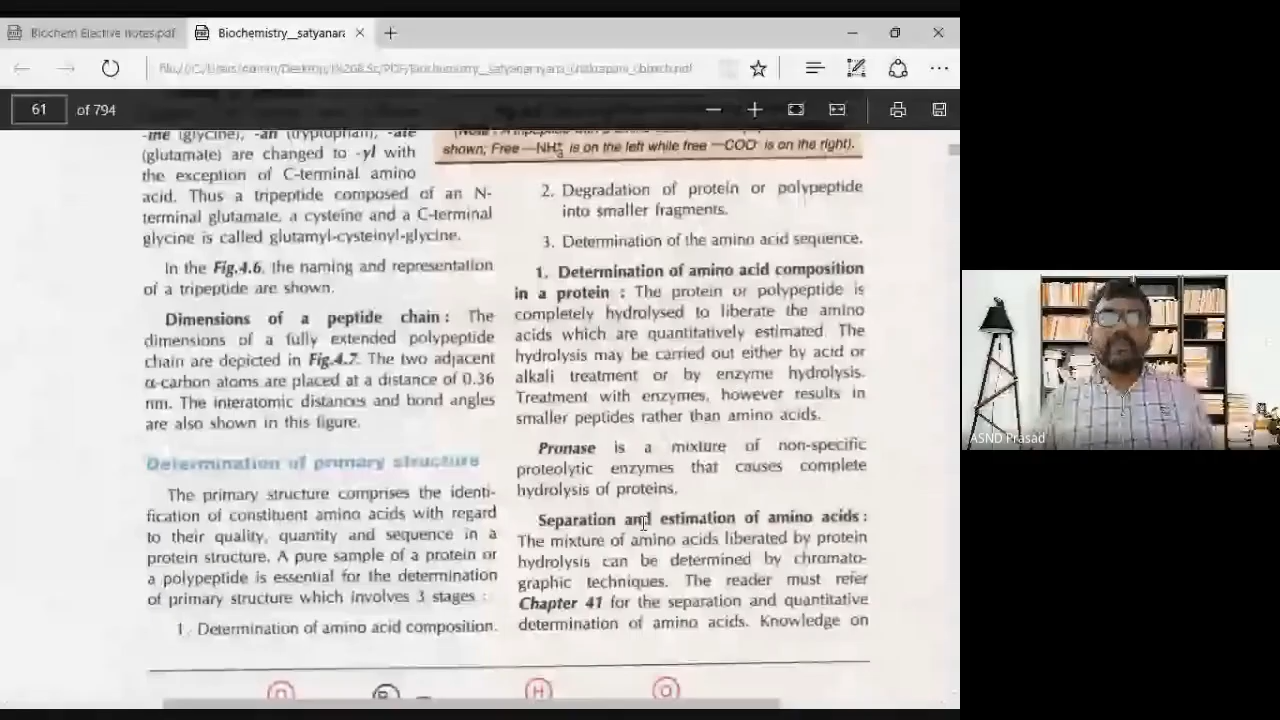 Biochem Elective notes.pdf
Biochemistry__satyanara
61
of 794
-ine (glycine), -an (tryptophan), -ate
(glutamate) are changed to -yl with
the exception of C-terminal amino
acid. Thus a tripeptide composed of an N-
terminal glutamate, a cysteine and a C-terminal
glycine is called glutamyl-cysteinyl-glycine.
In the Fig.4.6, the naming and representation
of a tripeptide are shown.
Dimensions of a peptide chain : The
dimensions of a fully extended polypeptide
chain are depicted in Fig.4.7. The two adjacent
α-carbon atoms are placed at a distance of 0.36
nm. The interatomic distances and bond angles
are also shown in this figure.
Determination of primary structure
The primary structure comprises the identi-
fication of constituent amino acids with regard
to their quality, quantity and sequence in a
protein structure. A pure sample of a protein or
a polypeptide is essential for the determination
of primary structure which involves 3 stages :
1. Determination of amino acid composition.
shown; Free —NH₃⁺ is on the left while free —COO⁻ is on the right).
2. Degradation of protein or polypeptide
into smaller fragments.
3. Determination of the amino acid sequence.
1. Determination of amino acid composition
in a protein : The protein or polypeptide is
completely hydrolysed to liberate the amino
acids which are quantitatively estimated. The
hydrolysis may be carried out either by acid or
alkali treatment or by enzyme hydrolysis.
Treatment with enzymes, however results in
smaller peptides rather than amino acids.
Pronase is a mixture of non-specific
proteolytic enzymes that causes complete
hydrolysis of proteins.
Separation and estimation of amino acids :
The mixture of amino acids liberated by protein
hydrolysis can be determined by chromato-
graphic techniques. The reader must refer
Chapter 41 for the separation and quantitative
determination of amino acids. Knowledge on
H
O
ASND Prasad